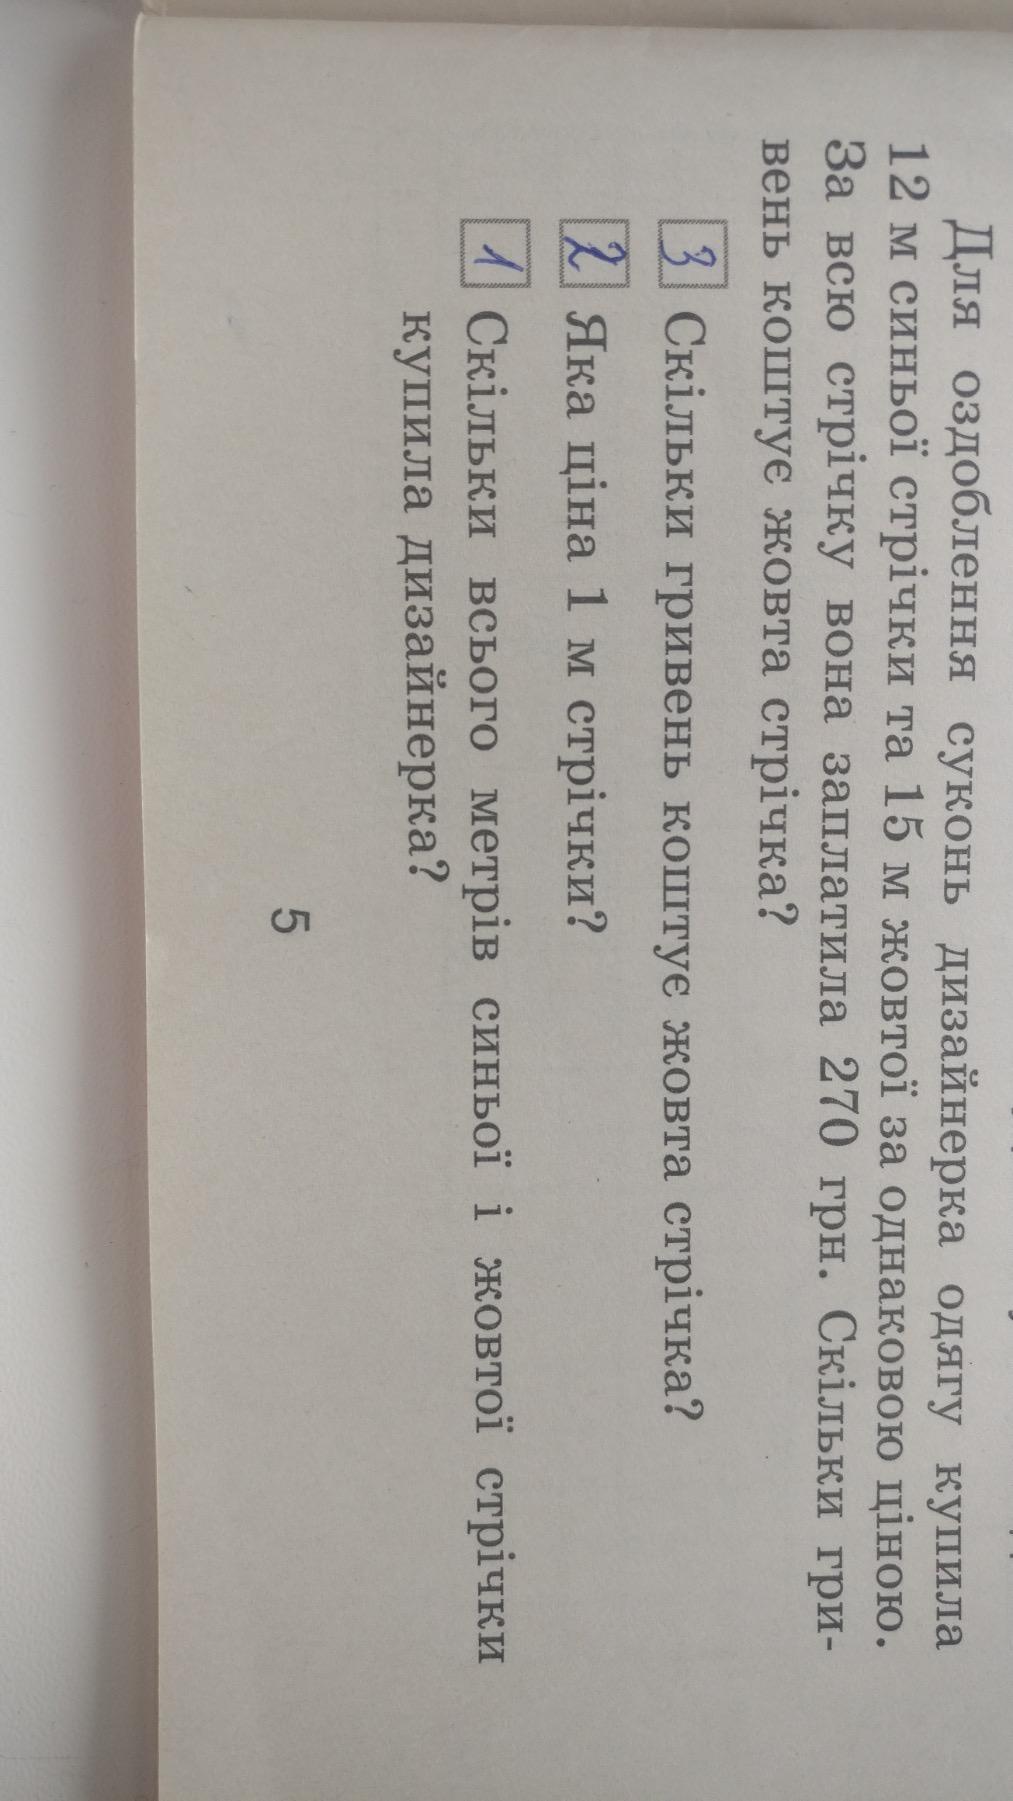 Для оздоблення суконь дизайнерка одягу купила
12 м синьої стрічки та 15 м жовтої за однаковою ціною.
За всю стрічку вона заплатила 270 грн. Скільки гри-
вень коштує жовта стрічка?
3 Скільки гривень коштує жовта стрічка?
2 Яка ціна 1 м стрічки?
1 Скільки всього метрів синьої і жовтої стрічки
купила дизайнерка?
5